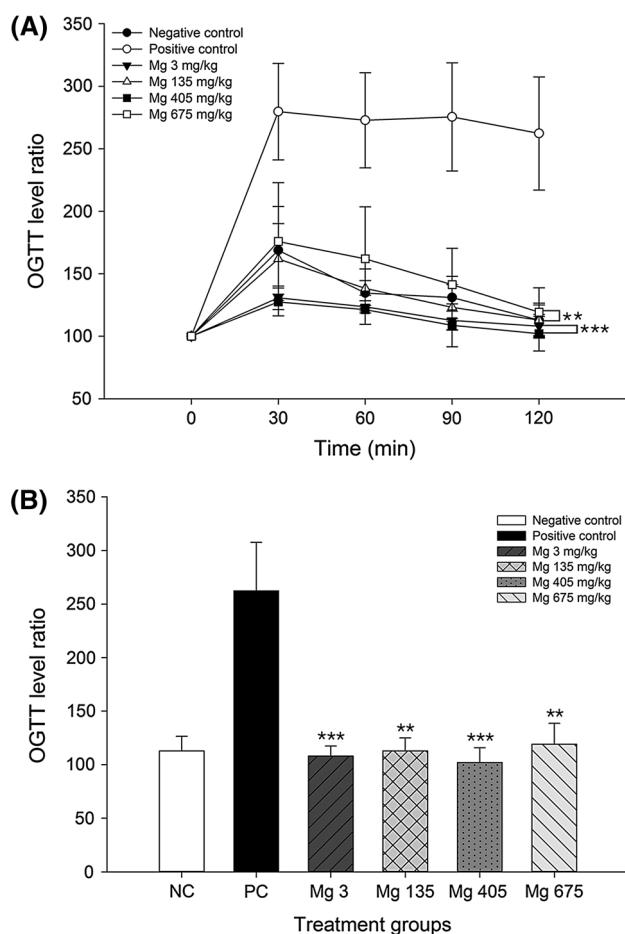 (A)
Negative control
Positive control
Mg 3 mg/kg
Mg 135 mg/kg
Mg 405 mg/kg
Mg 675 mg/kg
OGTT level ratio
350
300
250
200
150
100
50
**
***
0 30 60 90 120
Time (min)
(B)
Negative control
Positive control
Mg 3 mg/kg
Mg 135 mg/kg
Mg 405 mg/kg
Mg 675 mg/kg
OGTT level ratio
350
300
250
200
150
100
50
0
*** ** *** **
NC PC Mg 3 Mg 135 Mg 405 Mg 675
Treatment groups